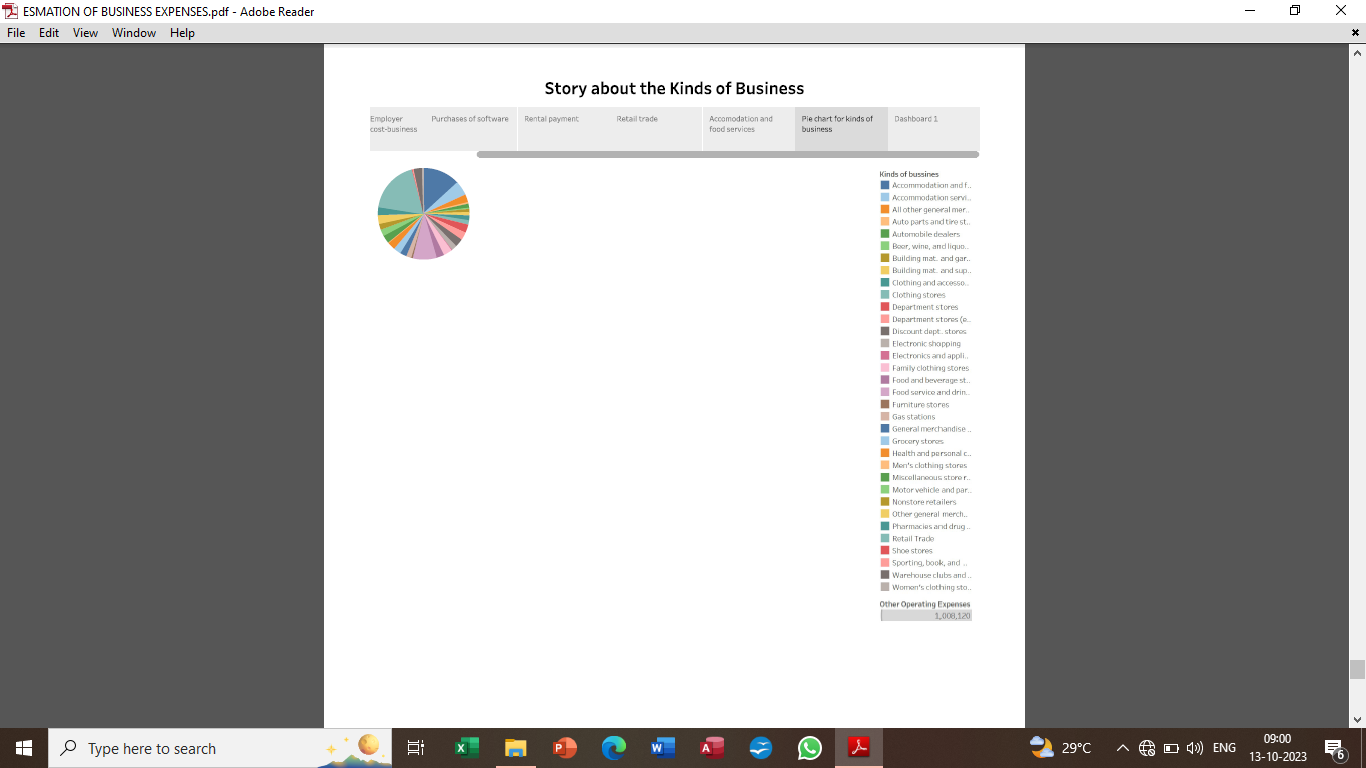 ESMATION OF BUSINESS EXPENSES.pdf - Adobe Reader
File Edit View Window Help
Story about the Kinds of Business
Employer
cost-business
Purchases of software
Rental payment
Retail trade
Accomodation and
food services
Pie chart for kinds of
business
Dashboard 1
Kinds of bussines
Accommodation and f..
Accommodation servi..
All other general mer..
Auto parts and tire st..
Automobile dealers
Beer, wine, and liquo..
Building mat. and gar..
Building mat. and sup..
Clothing and accesso..
Clothing stores
Department stores
Department stores (e..
Discount dept. stores
Electronic shopping
Electronics and appli..
Family clothing stores
Food and beverage st..
Food service and drin..
Furniture stores
Gas stations
General merchandise ..
Grocery stores
Health and personal c..
Men's clothing stores
Miscellaneous store r..
Motor vehicle and par..
Nonstore retailers
Other general merch..
Pharmacies and drug ..
Retail Trade
Shoe stores
Sporting, book, and ..
Warehouse clubs and ..
Women's clothing sto..
Other Operating Expenses
1,008,120
Type here to search
29°C
ENG
09:00
13-10-2023
6